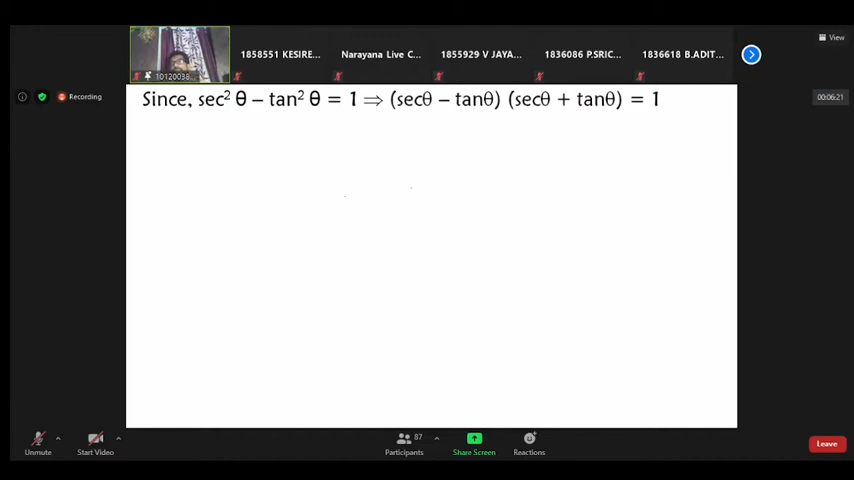 View
1858551 KESIRE...
Narayana Live C...
1855929 V JAYA...
1836086 P.SRIC...
1836618 B.ADIT...
10120038...
Recording
00:06:21
Since, sec² θ – tan² θ = 1 ⇒ (secθ – tanθ) (secθ + tanθ) = 1
Unmute
Start Video
87
Participants
Share Screen
Reactions
Leave